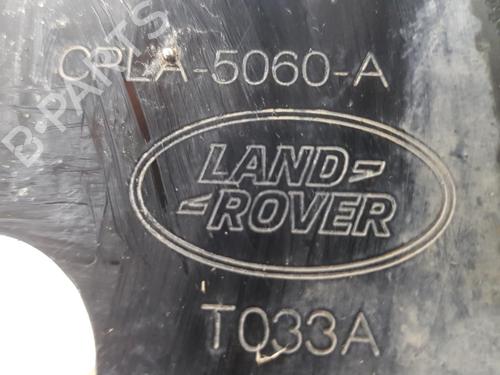 CPLA-5060-A
B-PARTS
LAND
ROVER
T033A